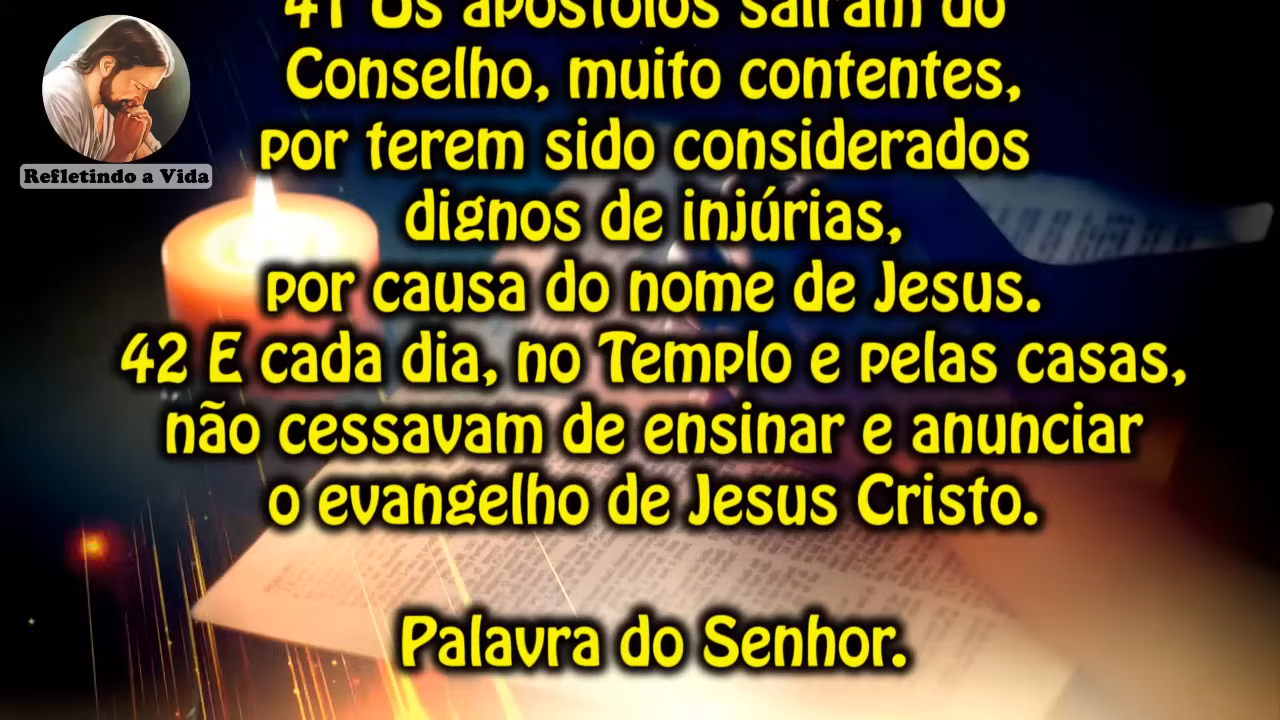 Refletindo a Vida
41 Os apóstolos saíram do
Conselho, muito contentes,
por terem sido considerados
dignos de injúrias,
por causa do nome de Jesus.
42 E cada dia, no Templo e pelas casas,
não cessavam de ensinar e anunciar
o evangelho de Jesus Cristo.
Palavra do Senhor.